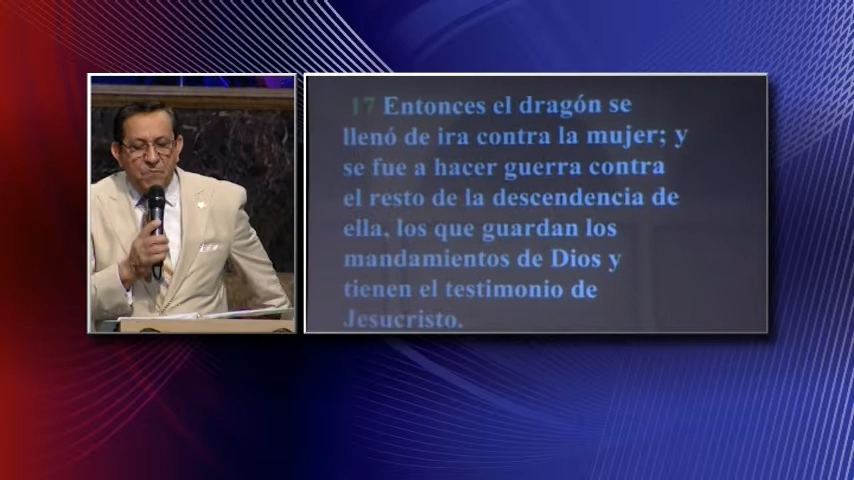 17 Entonces el dragón se
llenó de ira contra la mujer; y
se fue a hacer guerra contra
el resto de la descendencia de
ella, los que guardan los
mandamientos de Dios y
tienen el testimonio de
Jesucristo.